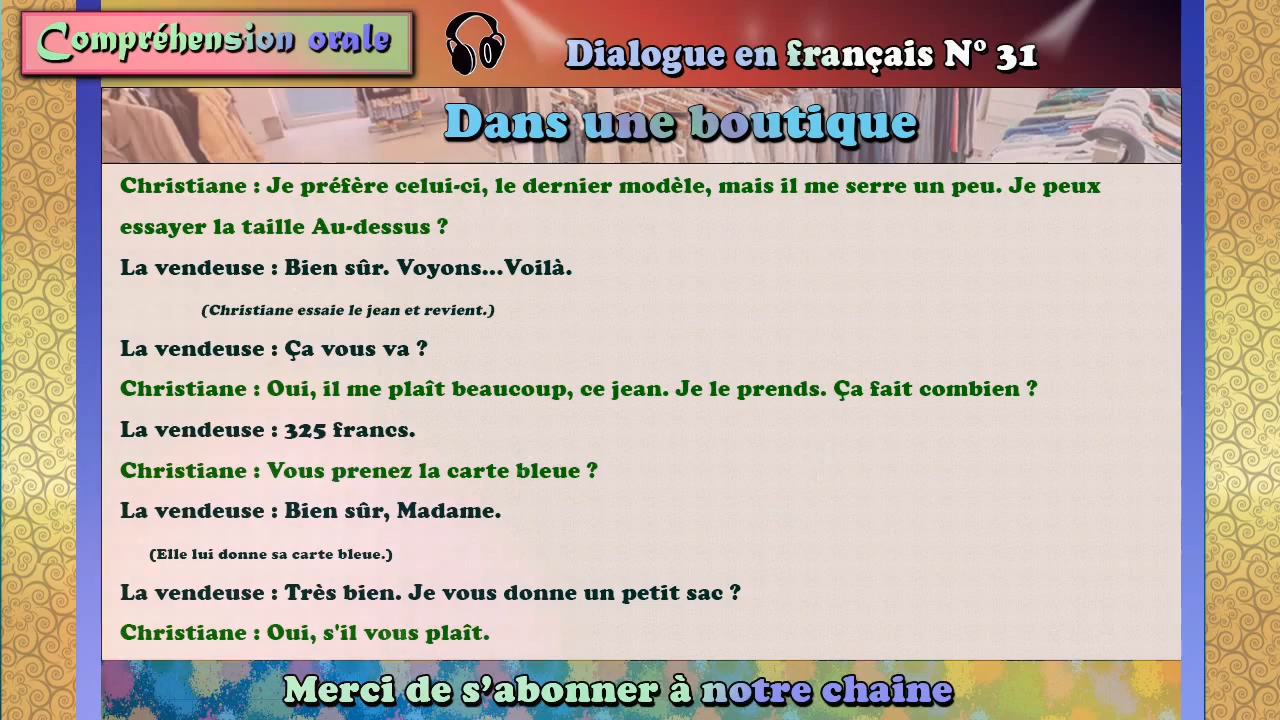 Compréhension orale
Dialogue en français N° 31
Dans une boutique
Christiane : Je préfère celui-ci, le dernier modèle, mais il me serre un peu. Je peux
essayer la taille Au-dessus ?
La vendeuse : Bien sûr. Voyons...Voilà.
(Christiane essaie le jean et revient.)
La vendeuse : Ça vous va ?
Christiane : Oui, il me plaît beaucoup, ce jean. Je le prends. Ça fait combien ?
La vendeuse : 325 francs.
Christiane : Vous prenez la carte bleue ?
La vendeuse : Bien sûr, Madame.
(Elle lui donne sa carte bleue.)
La vendeuse : Très bien. Je vous donne un petit sac ?
Christiane : Oui, s'il vous plaît.
Merci de s’abonner à notre chaine